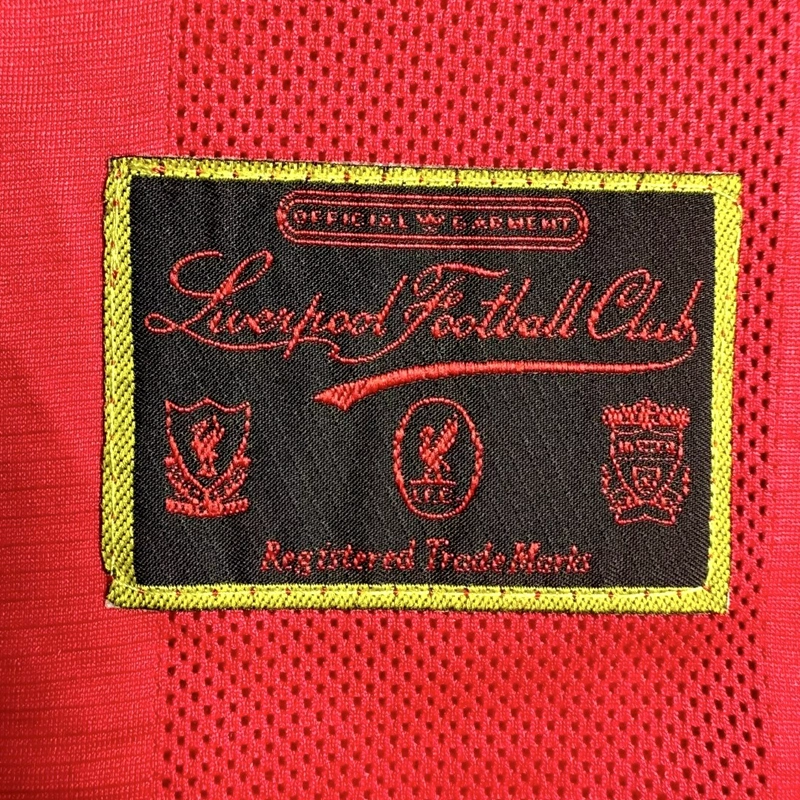 OFFICIAL GARMENT
Liverpool Football Club
L.F.C
Registered Trade Marks